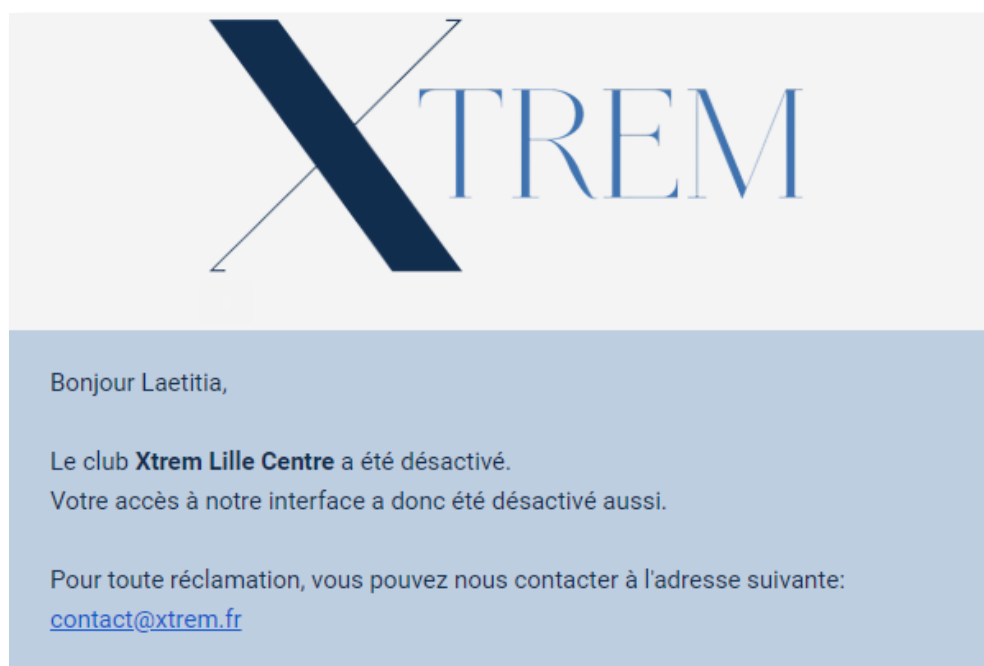 XTREM
Bonjour Laetitia,
Le club Xtrem Lille Centre a été désactivé.
Votre accès à notre interface a donc été désactivé aussi.
Pour toute réclamation, vous pouvez nous contacter à l'adresse suivante:
contact@xtrem.fr